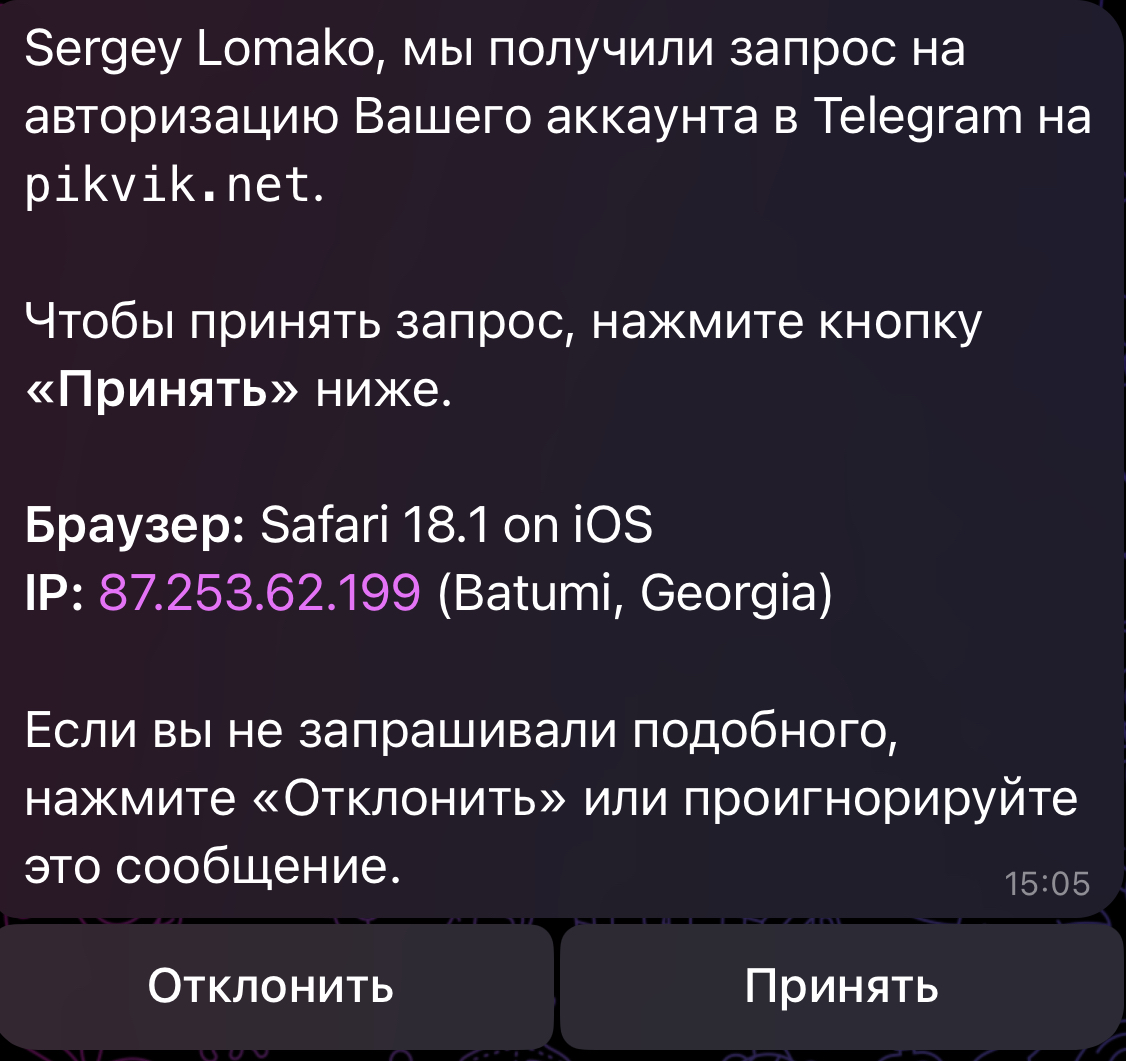 Sergey Lomako, мы получили запрос на
авторизацию Вашего аккаунта в Telegram на
pikvik.net.
Чтобы принять запрос, нажмите кнопку
«Принять» ниже.
Браузер: Safari 18.1 on iOS
IP: 87.253.62.199 (Batumi, Georgia)
Если вы не запрашивали подобного,
нажмите «Отклонить» или проигнорируйте
это сообщение.
15:05
Отклонить Принять